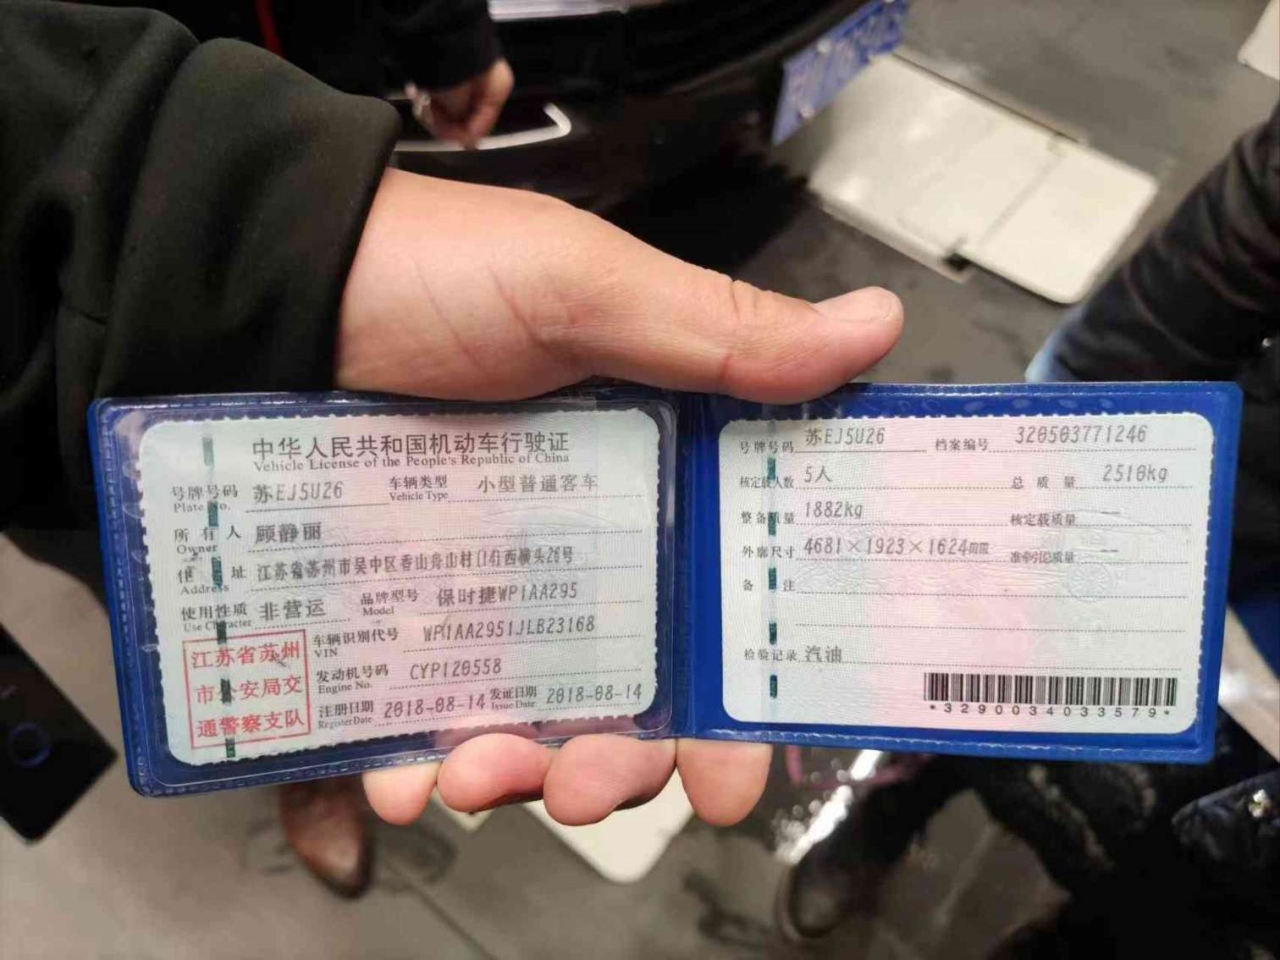 中华人民共和国机动车行驶证
Vehicle License of the People's Republic of China
号牌号码 苏EJ5U26 车辆类型 小型普通客车
Plate No. Vehicle Type
所有人 顾静丽
Owner
住址 江苏省苏州市吴中区香山舟山村(14)西横头26号
Address
使用性质 非营运 品牌型号 保时捷WP1AA295
Use Character Model
车辆识别代号 WP1AA2951JLB23168
VIN
发动机号码 CYP120558
Engine No.
注册日期 2018-08-14 发证日期 2018-08-14
Register Date Issue Date
江苏省苏州
市公安局交
通警察支队
号牌号码 苏EJ5U26 档案编号 320503771246
核定载人数 5人 总质量 2510kg
整备质量 1882kg 核定载质量 --
外廓尺寸 4681×1923×1624mm 准牵引总质量 --
备注
检验记录 汽油
*3290034033579*